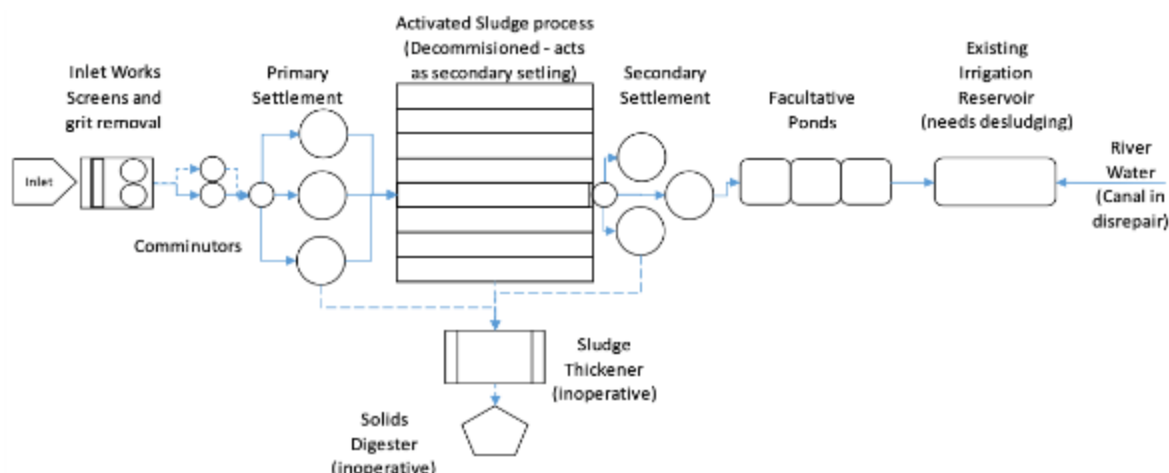 Activated Sludge process
(Decommisioned - acts
as secondary setling)
Inlet Works
Screens and
grit removal
Primary
Settlement
Secondary
Settlement
Facultative
Ponds
Existing
Irrigation
Reservoir
(needs desludging)
River
Water
(Canal in
disrepair)
Inlet
Comminutors
Sludge
Thickener
(inoperative)
Solids
Digester
(inoperative)